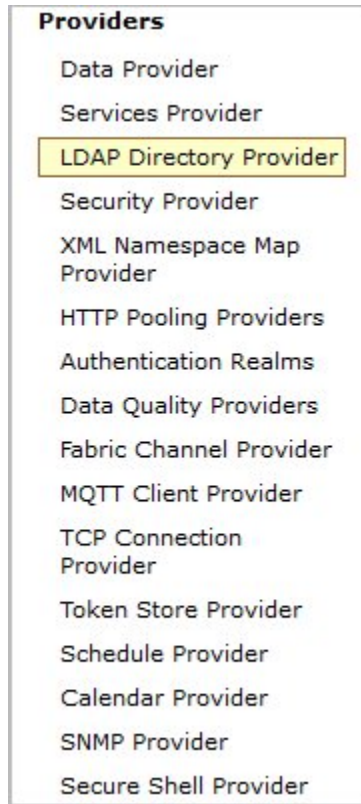 Providers
Data Provider
Services Provider
LDAP Directory Provider
Security Provider
XML Namespace Map
Provider
HTTP Pooling Providers
Authentication Realms
Data Quality Providers
Fabric Channel Provider
MQTT Client Provider
TCP Connection
Provider
Token Store Provider
Schedule Provider
Calendar Provider
SNMP Provider
Secure Shell Provider